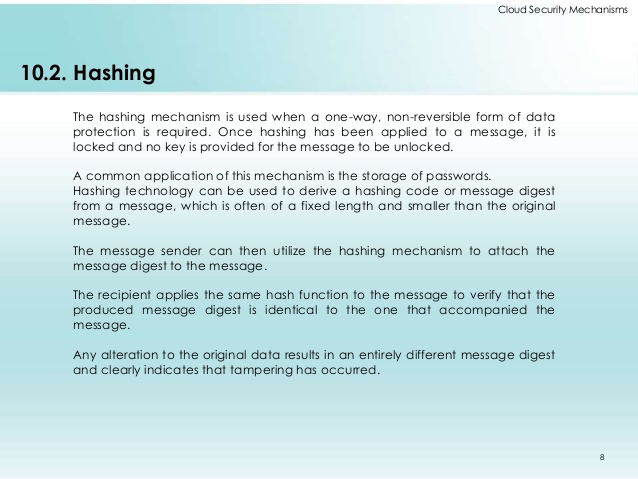 Cloud Security Mechanisms
10.2. Hashing
The hashing mechanism is used when a one-way, non-reversible form of data
protection is required. Once hashing has been applied to a message, it is
locked and no key is provided for the message to be unlocked.
A common application of this mechanism is the storage of passwords.
Hashing technology can be used to derive a hashing code or message digest
from a message, which is often of a fixed length and smaller than the original
message.
The message sender can then utilize the hashing mechanism to attach the
message digest to the message.
The recipient applies the same hash function to the message to verify that the
produced message digest is identical to the one that accompanied the
message.
Any alteration to the original data results in an entirely different message digest
and clearly indicates that tampering has occurred.
8